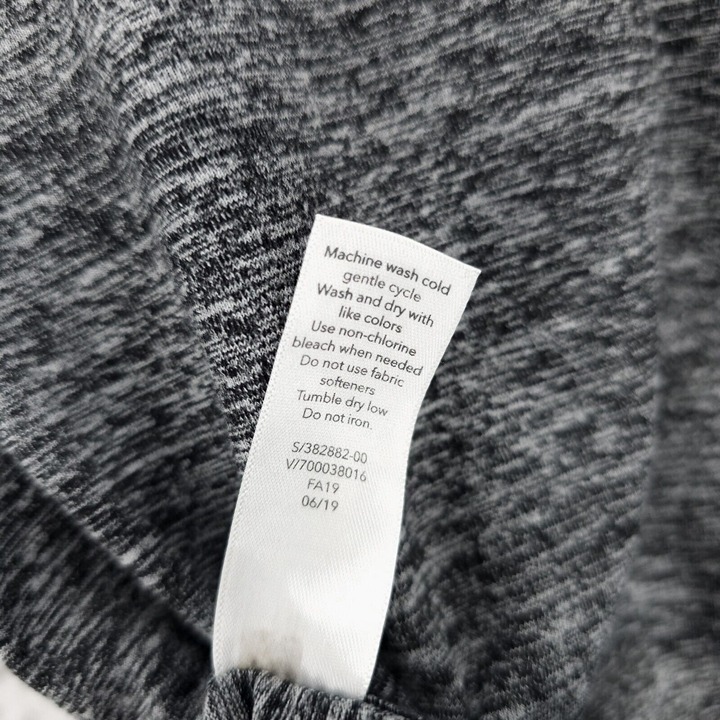 Machine wash cold
gentle cycle
Wash and dry with
like colors
Use non-chlorine
bleach when needed
Do not use fabric
softeners
Tumble dry low
Do not iron.
S/382882-00
V/700038016
FA19
06/19